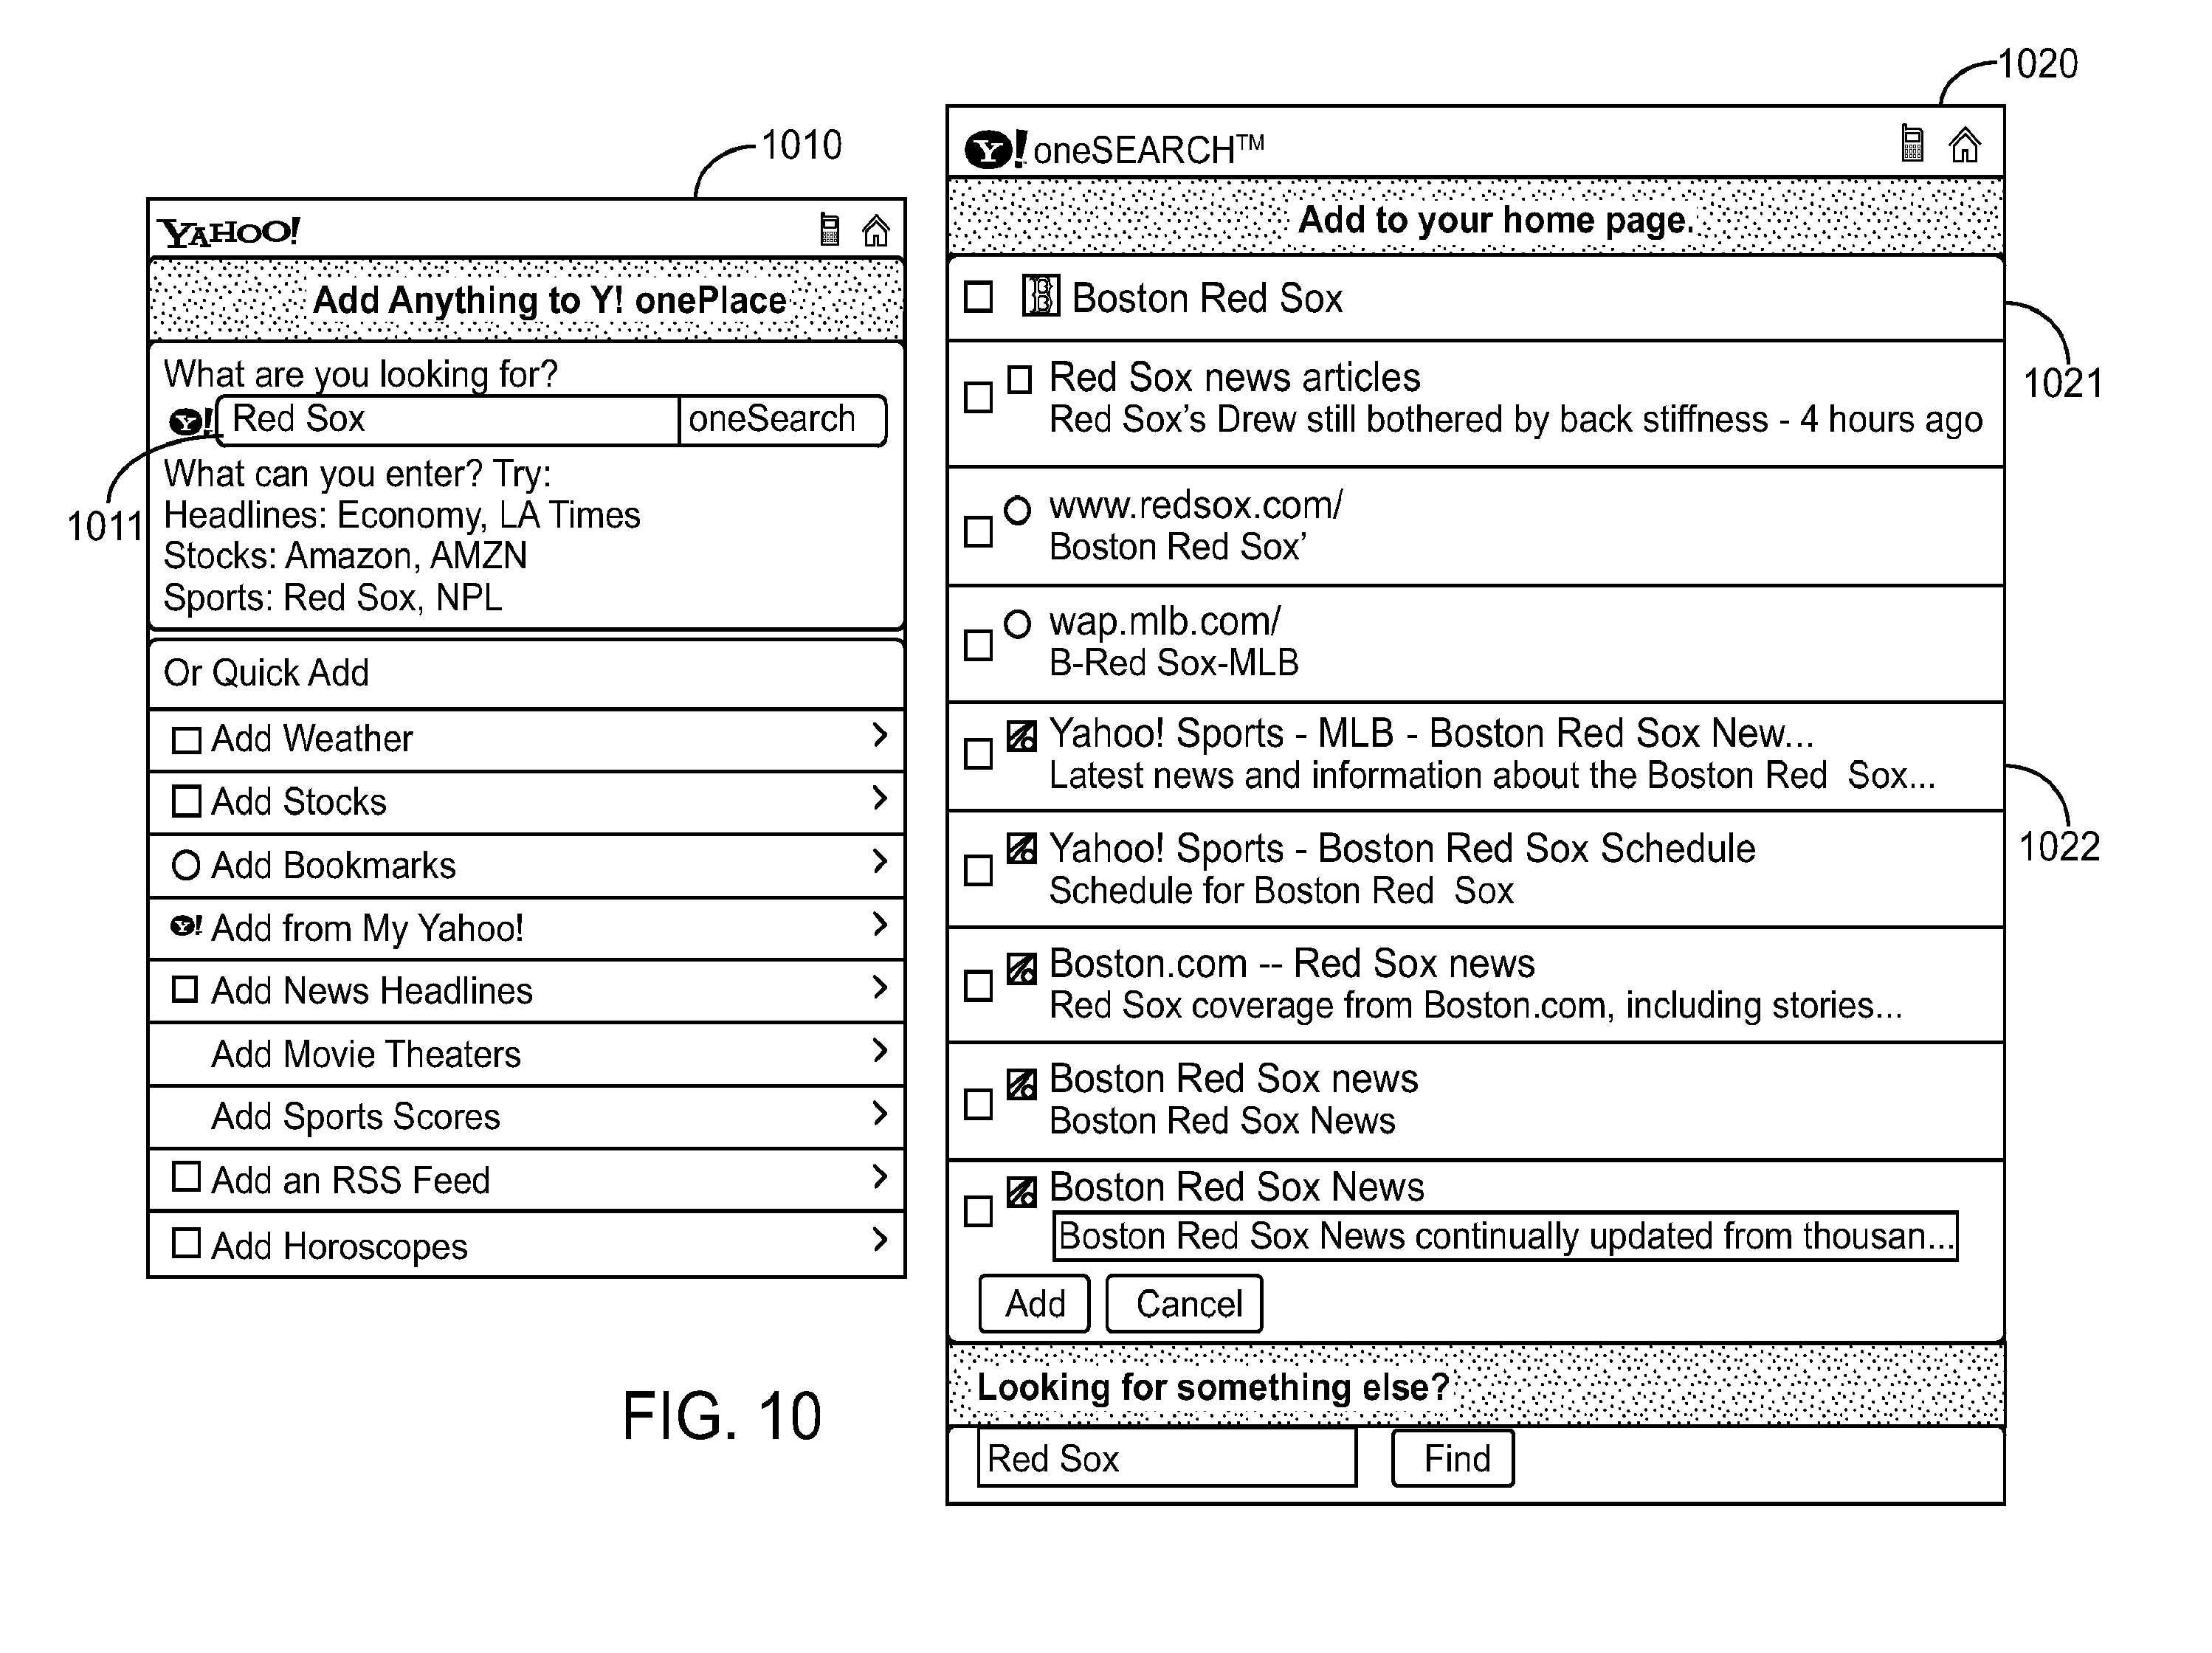 1010
YAHOO!
Add Anything to Y! onePlace
What are you looking for?
Y! Red Sox oneSearch
1011
What can you enter? Try:
Headlines: Economy, LA Times
Stocks: Amazon, AMZN
Sports: Red Sox, NPL
Or Quick Add
Add Weather >
Add Stocks >
Add Bookmarks >
Y! Add from My Yahoo! >
Add News Headlines >
Add Movie Theaters >
Add Sports Scores >
Add an RSS Feed >
Add Horoscopes >
FIG. 10
1020
Y! oneSEARCH™
Add to your home page.
B Boston Red Sox
1021
Red Sox news articles
Red Sox's Drew still bothered by back stiffness - 4 hours ago
www.redsox.com/
Boston Red Sox'
wap.mlb.com/
B-Red Sox-MLB
Yahoo! Sports - MLB - Boston Red Sox New...
Latest news and information about the Boston Red Sox...
1022
Yahoo! Sports - Boston Red Sox Schedule
Schedule for Boston Red Sox
Boston.com -- Red Sox news
Red Sox coverage from Boston.com, including stories...
Boston Red Sox news
Boston Red Sox News
Boston Red Sox News
Boston Red Sox News continually updated from thousan...
Add Cancel
Looking for something else?
Red Sox Find